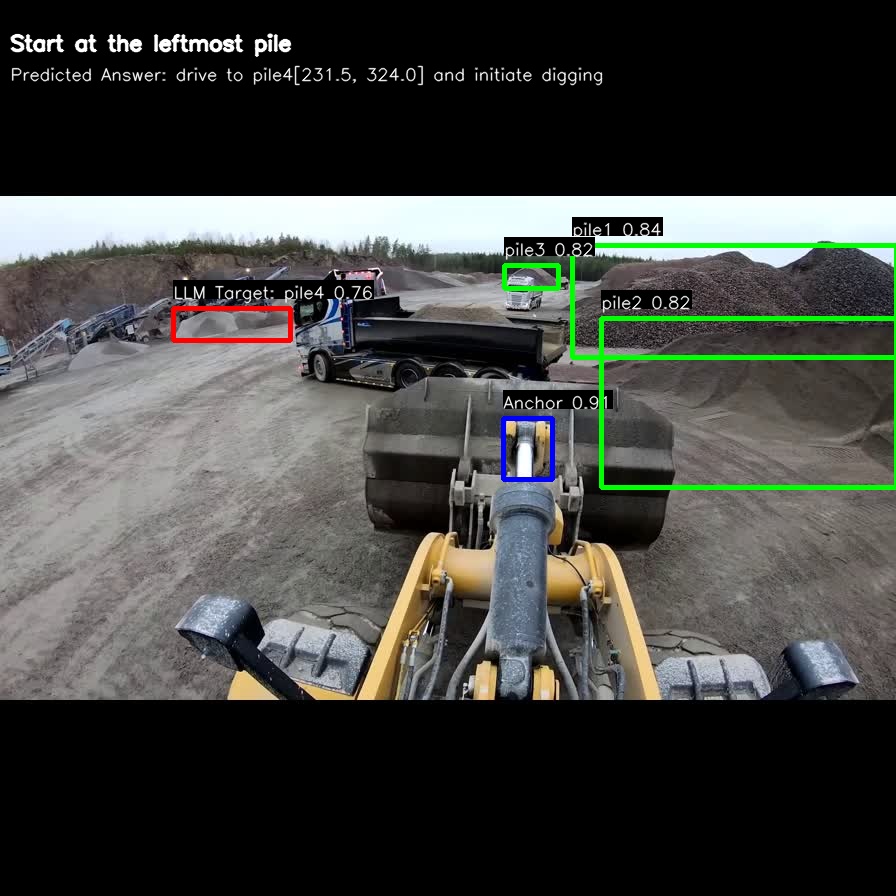 Start at the leftmost pile
Predicted Answer: drive to pile4[231.5, 324.0] and initiate digging
pile1 0.84
pile3 0.82
LLM Target: pile4 0.76
pile2 0.82
Anchor 0.91